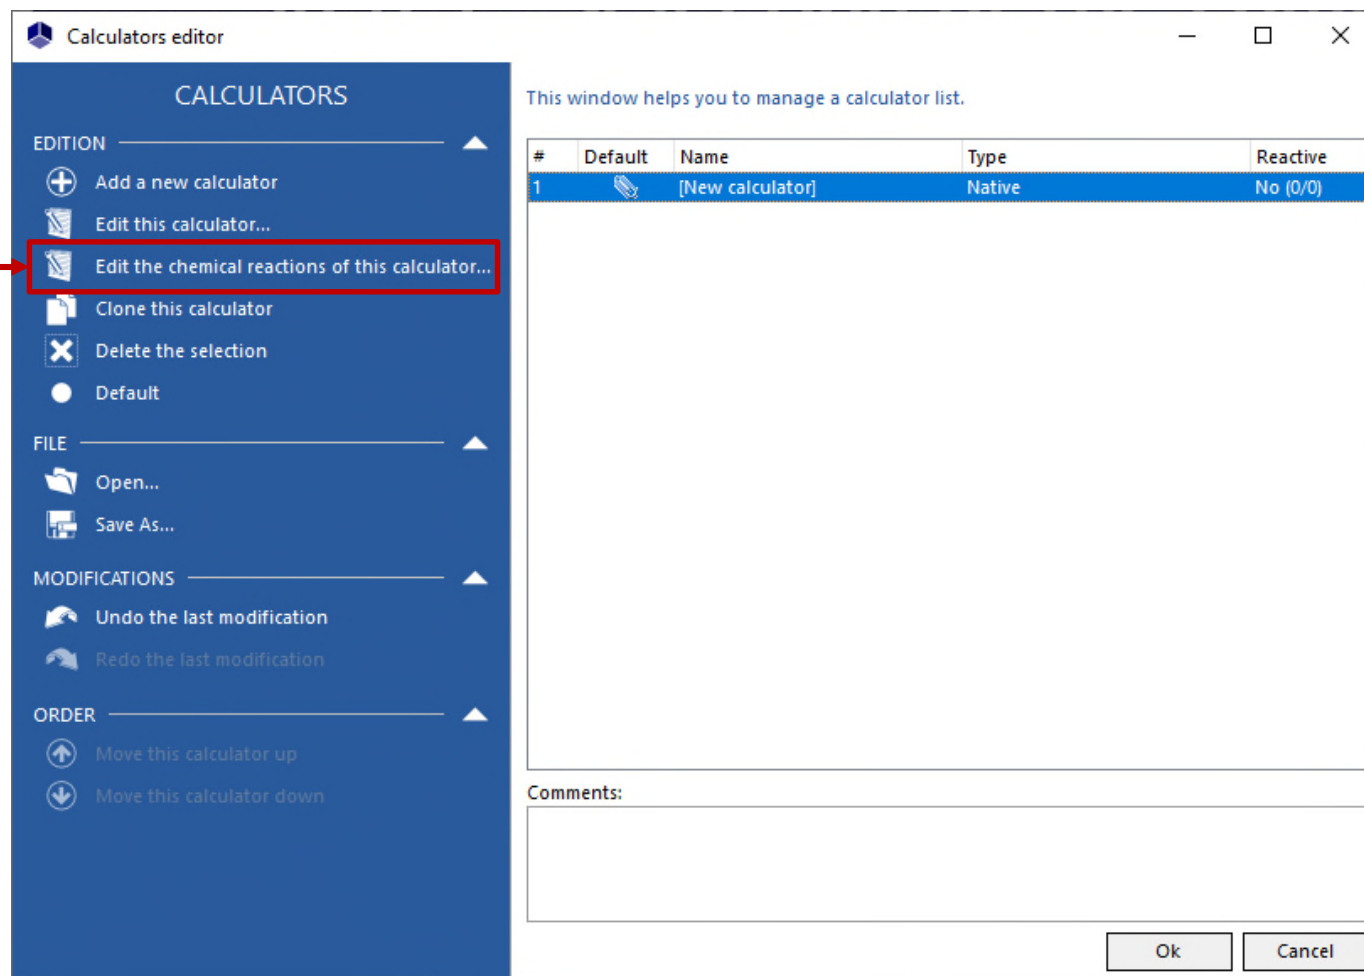 Calculators editor
CALCULATORS
EDITION
Add a new calculator
Edit this calculator...
Edit the chemical reactions of this calculator...
Clone this calculator
Delete the selection
Default
FILE
Open...
Save As...
MODIFICATIONS
Undo the last modification
Redo the last modification
ORDER
Move this calculator up
Move this calculator down
This window helps you to manage a calculator list.
# Default Name Type Reactive
1 [New calculator] Native No (0/0)
Comments:
Ok Cancel